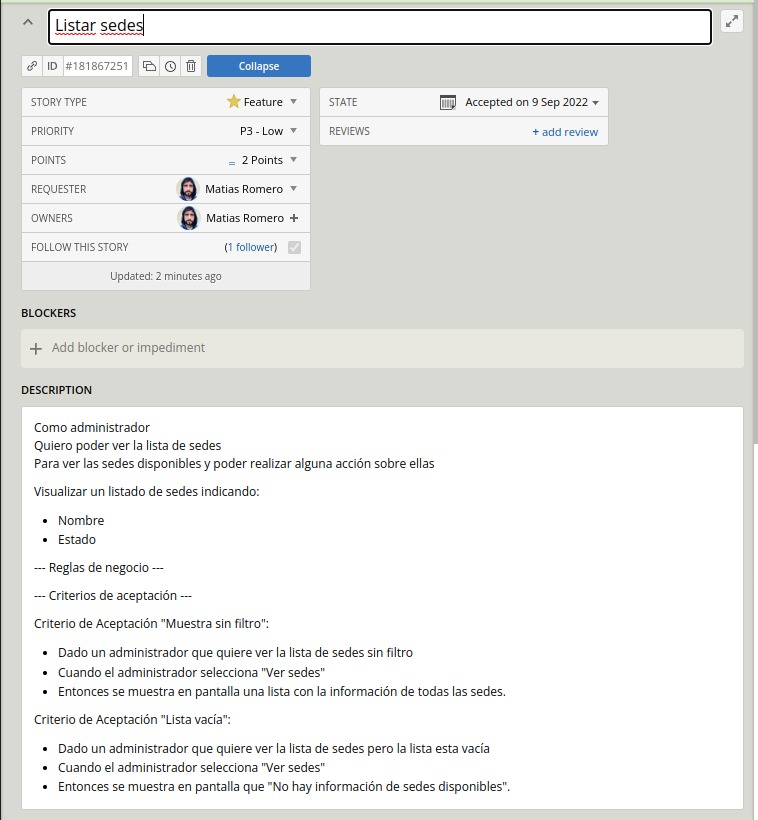 Listar sedes
ID #181867251 Collapse
STORY TYPE Feature
PRIORITY P3 - Low
POINTS 2 Points
REQUESTER Matias Romero
OWNERS Matias Romero +
FOLLOW THIS STORY (1 follower)
Updated: 2 minutes ago
STATE Accepted on 9 Sep 2022
REVIEWS + add review
BLOCKERS
+ Add blocker or impediment
DESCRIPTION
Como administrador
Quiero poder ver la lista de sedes
Para ver las sedes disponibles y poder realizar alguna acción sobre ellas
Visualizar un listado de sedes indicando:
• Nombre
• Estado
--- Reglas de negocio ---
--- Criterios de aceptación ---
Criterio de Aceptación "Muestra sin filtro":
• Dado un administrador que quiere ver la lista de sedes sin filtro
• Cuando el administrador selecciona "Ver sedes"
• Entonces se muestra en pantalla una lista con la información de todas las sedes.
Criterio de Aceptación "Lista vacía":
• Dado un administrador que quiere ver la lista de sedes pero la lista esta vacía
• Cuando el administrador selecciona "Ver sedes"
• Entonces se muestra en pantalla que "No hay información de sedes disponibles".